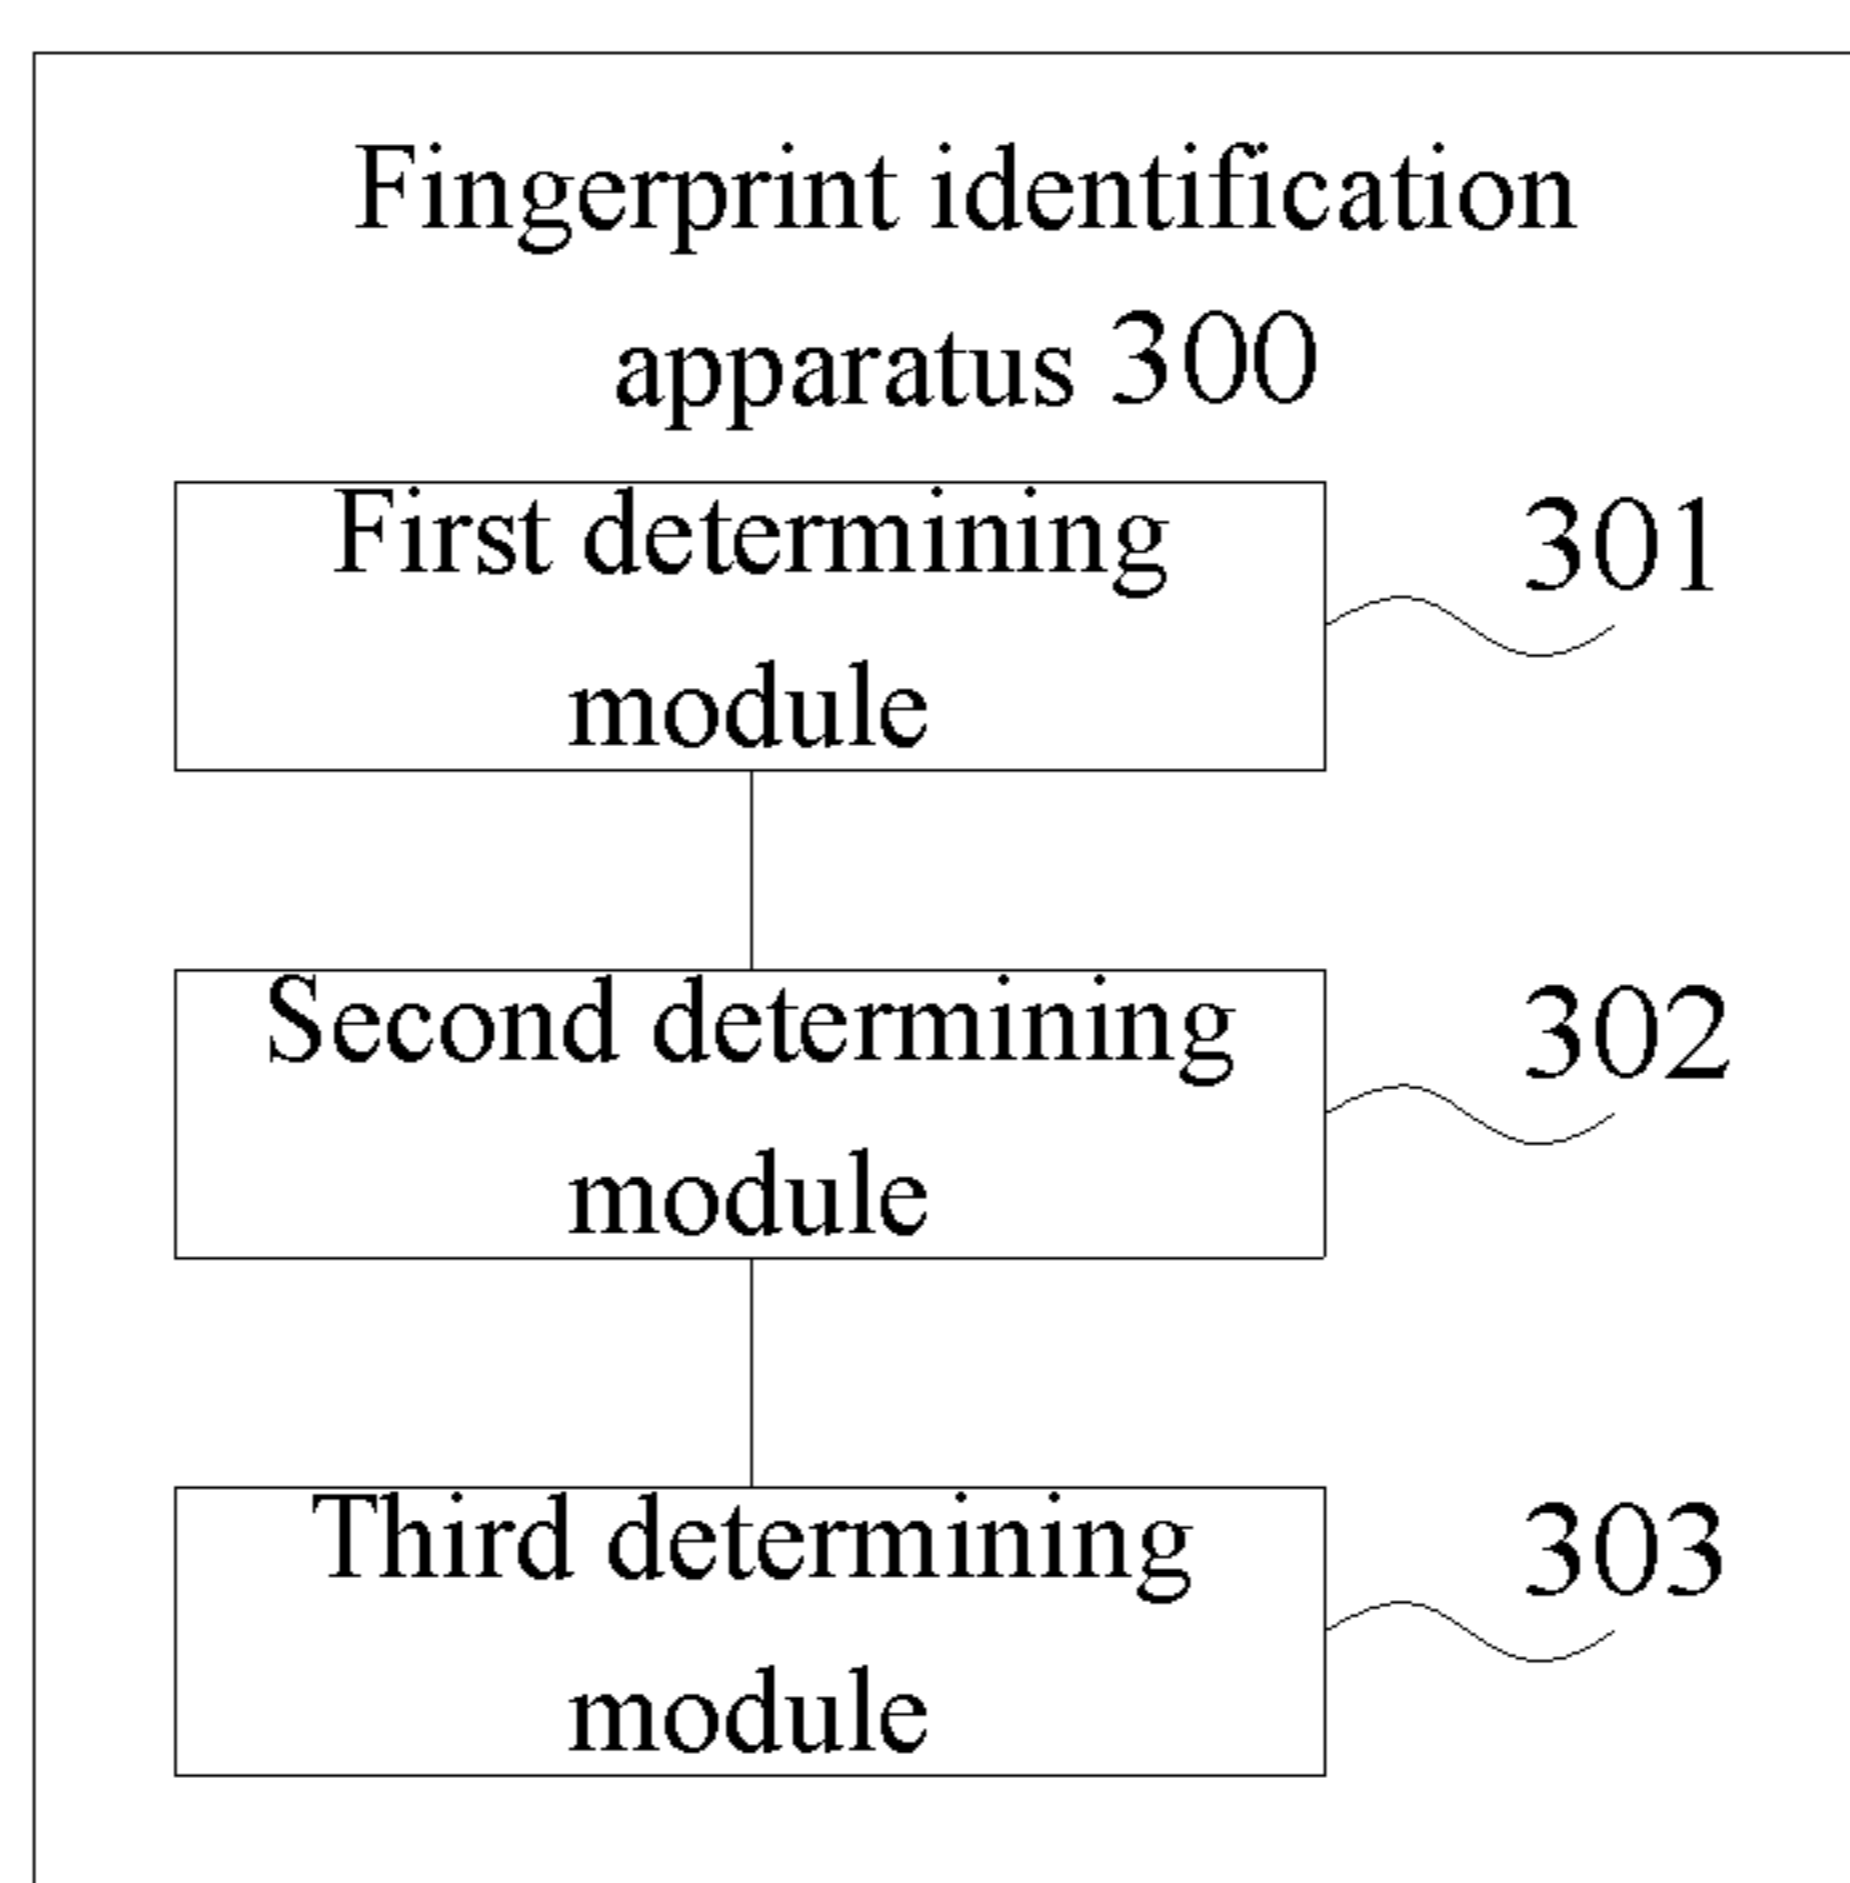 Fingerprint identification
apparatus 300
First determining
module
301
Second determining
module
302
Third determining
module
303